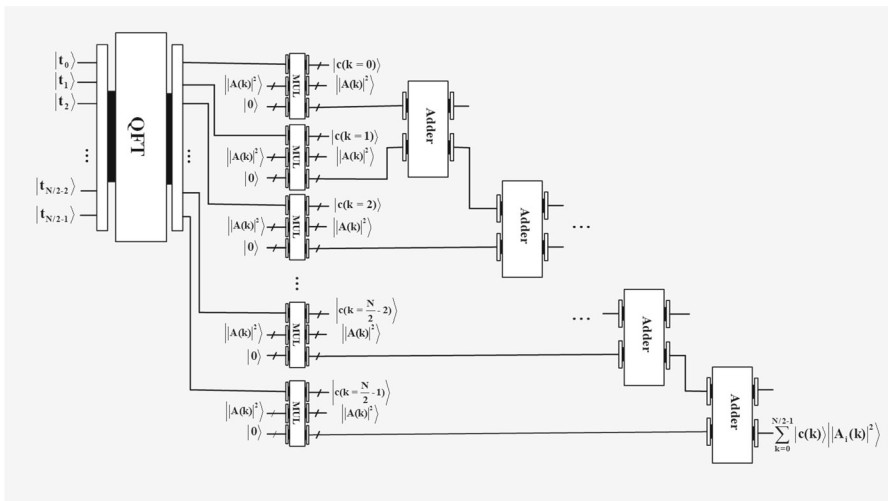 |t₀⟩
|t₁⟩
|t₂⟩
...
|t_{N/2-2}⟩
|t_{N/2-1}⟩
QFT
...
MUL
|c(k = 0)⟩
||A(k)|²⟩ ||A(k)|²⟩
|0⟩
Adder
MUL
|c(k = 1)⟩
||A(k)|²⟩ ||A(k)|²⟩
|0⟩
MUL
|c(k = 2)⟩
||A(k)|²⟩ ||A(k)|²⟩
|0⟩
Adder
...
...
MUL
|c(k = N/2 - 2)⟩
||A(k)|²⟩ ||A(k)|²⟩
|0⟩
...
Adder
MUL
|c(k = N/2 - 1)⟩
||A(k)|²⟩ ||A(k)|²⟩
|0⟩
Adder
∑_{k=0}^{N/2-1} |c(k)⟩||A_i(k)|²⟩